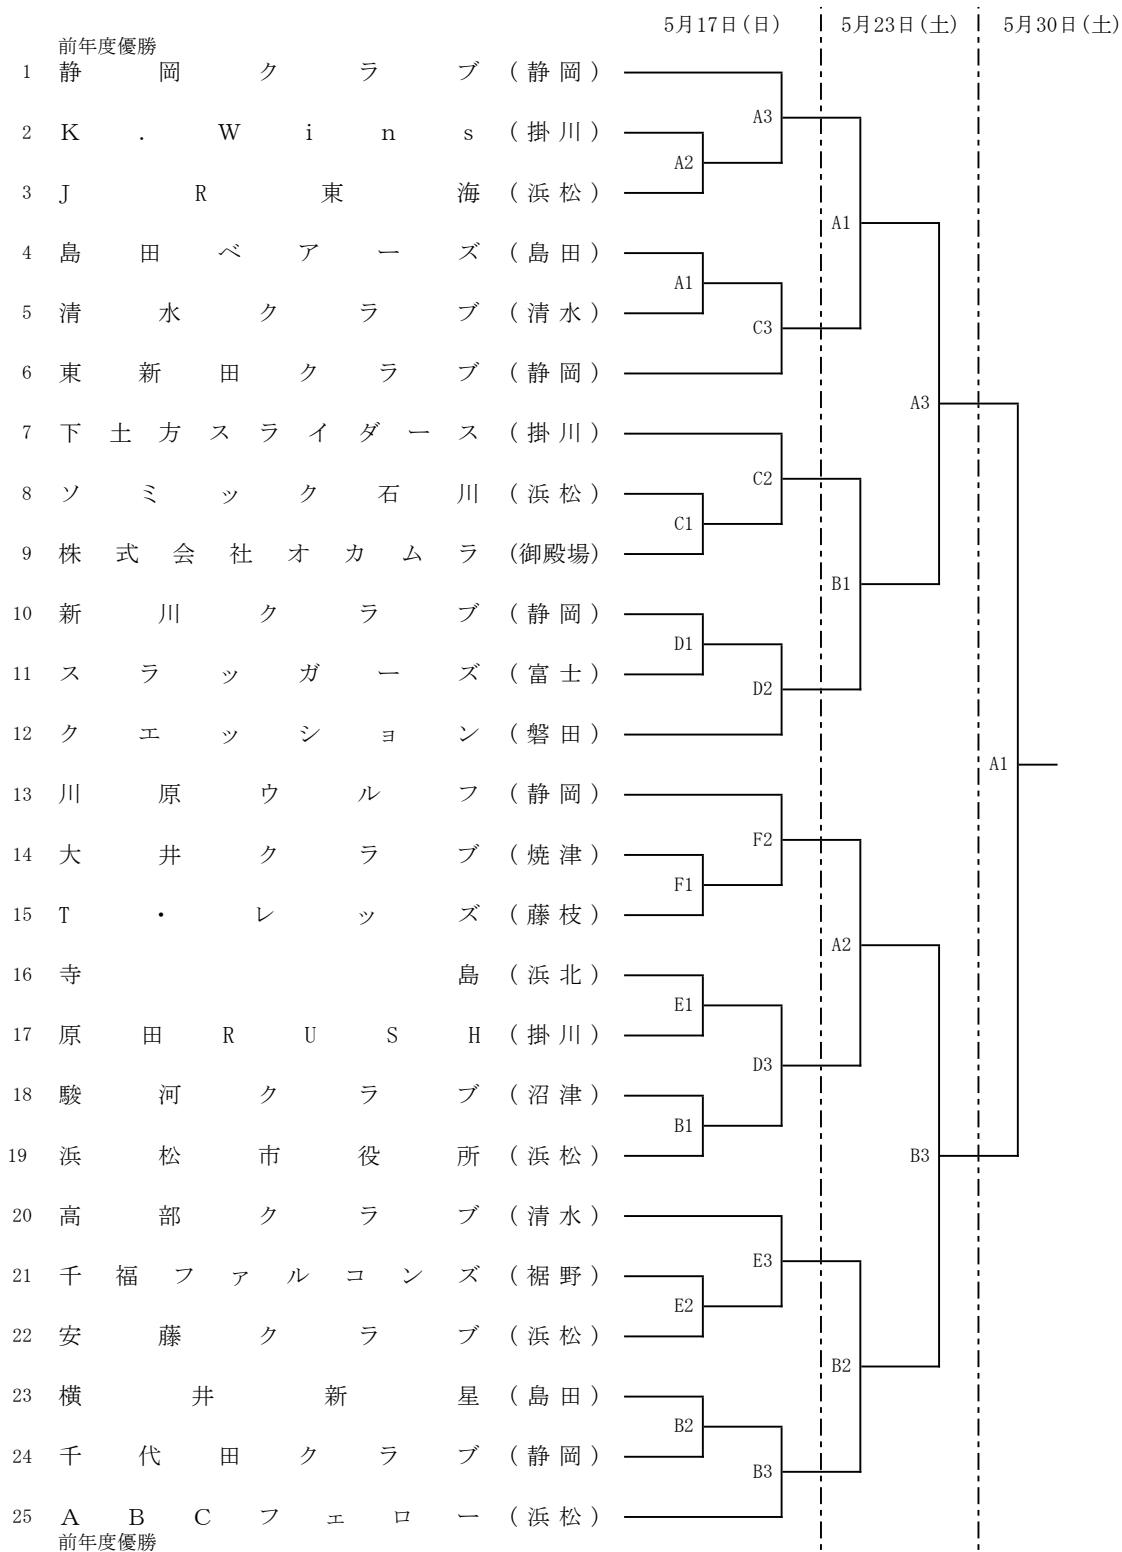 5月17日(日) 5月23日(土) 5月30日(土)
前年度優勝
1 静岡クラブ (静岡)
A3
2 K.Wins (掛川)
A2
3 JR東海 (浜松)
A1
4 島田ベアーズ (島田)
A1
5 清水クラブ (清水)
C3
6 東新田クラブ (静岡)
A3
7 下土方スライダース (掛川)
C2
8 ソミック石川 (浜松)
C1
9 株式会社オカムラ (御殿場)
B1
10 新川クラブ (静岡)
D1
11 スラッガーズ (富士)
D2
12 クエッション (磐田)
A1
13 川原ウルフ (静岡)
F2
14 大井クラブ (焼津)
F1
15 T・レッズ (藤枝)
A2
16 寺島 (浜北)
E1
17 原田RUSH (掛川)
D3
18 駿河クラブ (沼津)
B1
19 浜松市役所 (浜松)
B3
20 高部クラブ (清水)
E3
21 千福ファルコンズ (裾野)
E2
22 安藤クラブ (浜松)
B2
23 横井新星 (島田)
B2
24 千代田クラブ (静岡)
B3
25 ABCフェロー (浜松)
前年度優勝